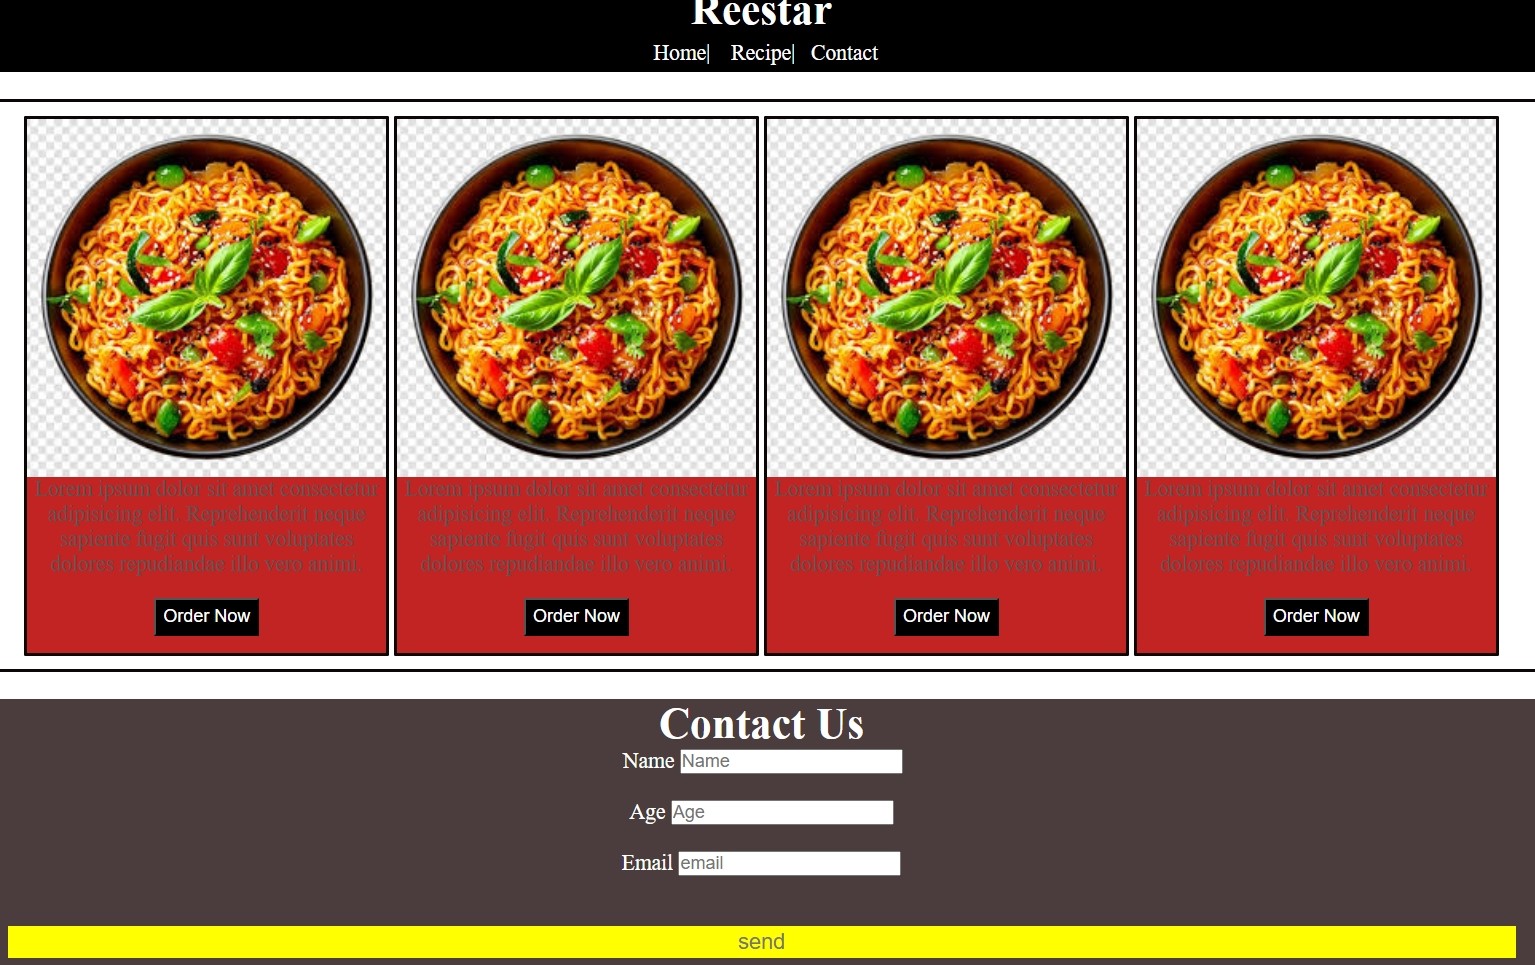 Reestar
Home| Recipe| Contact
Lorem ipsum dolor sit amet consectetur
adipisicing elit. Reprehenderit neque
sapiente fugit quis sunt voluptates
dolores repudiandae illo vero animi.
Order Now
Lorem ipsum dolor sit amet consectetur
adipisicing elit. Reprehenderit neque
sapiente fugit quis sunt voluptates
dolores repudiandae illo vero animi.
Order Now
Lorem ipsum dolor sit amet consectetur
adipisicing elit. Reprehenderit neque
sapiente fugit quis sunt voluptates
dolores repudiandae illo vero animi.
Order Now
Lorem ipsum dolor sit amet consectetur
adipisicing elit. Reprehenderit neque
sapiente fugit quis sunt voluptates
dolores repudiandae illo vero animi.
Order Now
Contact Us
Name Name
Age Age
Email email
send